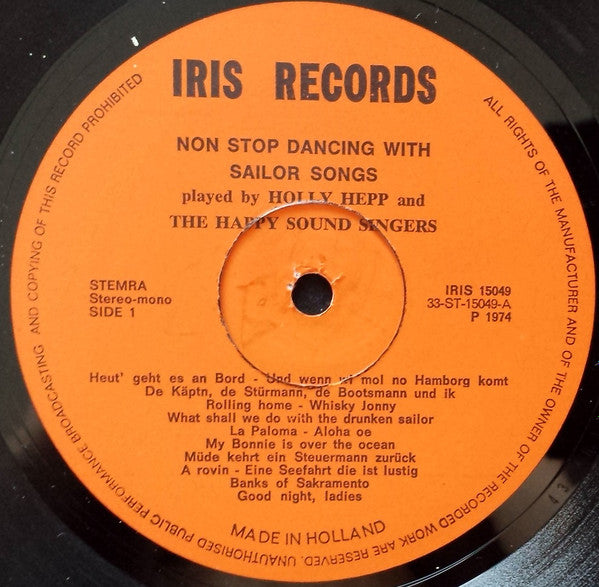 IRIS RECORDS
NON STOP DANCING WITH
SAILOR SONGS
played by HOLLY HEPP and
THE HAPPY SOUND SINGERS
STEMRA
Stereo-mono
SIDE 1
IRIS 15049
33-ST-15049-A
P 1974
Heut' geht es an Bord - Und wenn wi mol no Hamborg komt
De Käptn, de Stürmann, de Bootsmann und ik
Rolling home - Whisky Jonny
What shall we do with the drunken sailor
La Paloma - Aloha oe
My Bonnie is over the ocean
Müde kehrt ein Steuermann zurück
A rovin - Eine Seefahrt die ist lustig
Banks of Sakramento
Good night, ladies
MADE IN HOLLAND
ALL RIGHTS OF THE MANUFACTURER AND OF THE OWNER OF THE RECORDED WORK ARE RESERVED. UNAUTHORISED PUBLIC PERFORMANCE BROADCASTING AND COPYING OF THIS RECORD PROHIBITED